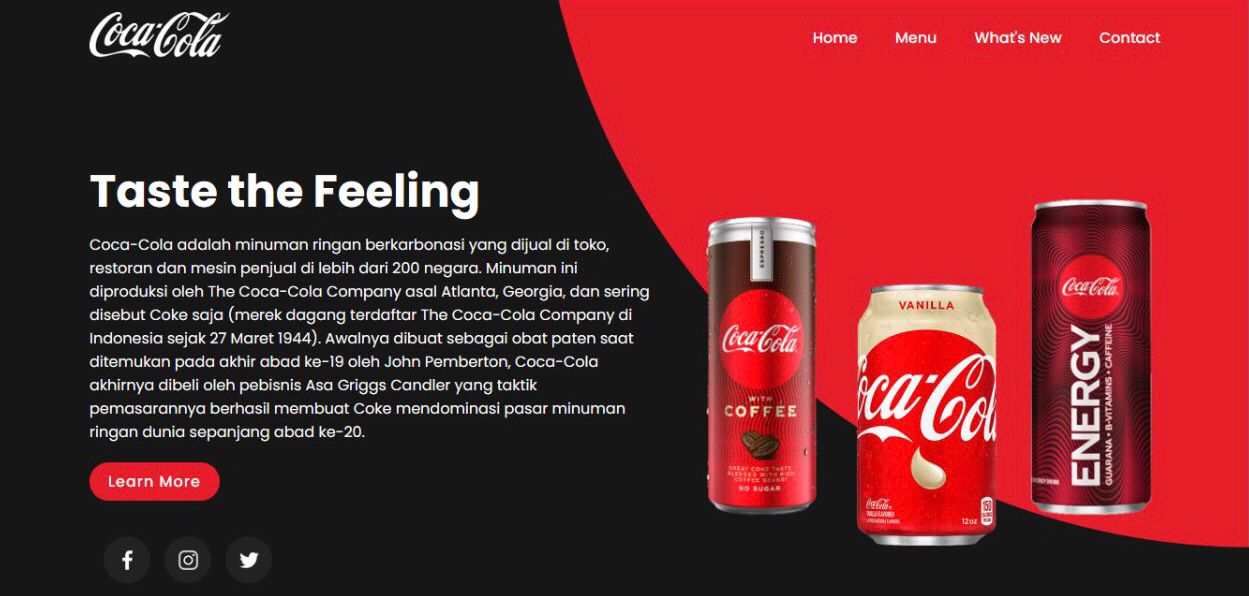 Coca-Cola
Home
Menu
What's New
Contact
Taste the Feeling
Coca-Cola adalah minuman ringan berkarbonasi yang dijual di toko,
restoran dan mesin penjual di lebih dari 200 negara. Minuman ini
diproduksi oleh The Coca-Cola Company asal Atlanta, Georgia, dan sering
disebut Coke saja (merek dagang terdaftar The Coca-Cola Company di
Indonesia sejak 27 Maret 1944). Awalnya dibuat sebagai obat paten saat
ditemukan pada akhir abad ke-19 oleh John Pemberton, Coca-Cola
akhirnya dibeli oleh pebisnis Asa Griggs Candler yang taktik
pemasarannya berhasil membuat Coke mendominasi pasar minuman
ringan dunia sepanjang abad ke-20.
Learn More
ESPRESSO
Coca-Cola
WITH
COFFEE
GREAT COKE TASTE
BLENDED WITH RICH
COFFEE BEANS!
NO SUGAR
VANILLA
Coca-Col
Coca-Cola
VANILLA FLAVORED
12 oz
Coca-Cola
ENERGY
GUARANA • B-VITAMINS • CAFFEINE
ENERGY DRINK